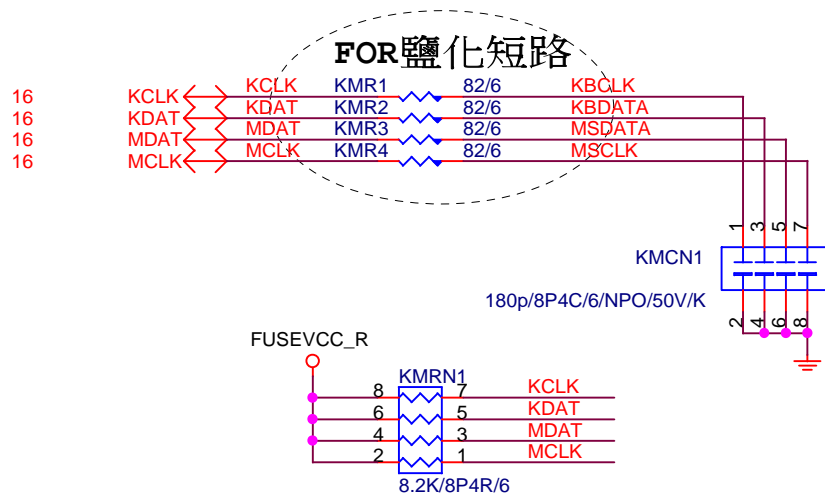 FOR鹽化短路
16 KCLK KCLK KMR1 82/6 KBCLK
16 KDAT KDAT KMR2 82/6 KBDATA
16 MDAT MDAT KMR3 82/6 MSDATA
16 MCLK MCLK KMR4 82/6 MSCLK
1 3 5 7
KMCN1
180p/8P4C/6/NPO/50V/K
2 4 6 8
FUSEVCC_R
KMRN1
8 7 KCLK
6 5 KDAT
4 3 MDAT
2 1 MCLK
8.2K/8P4R/6